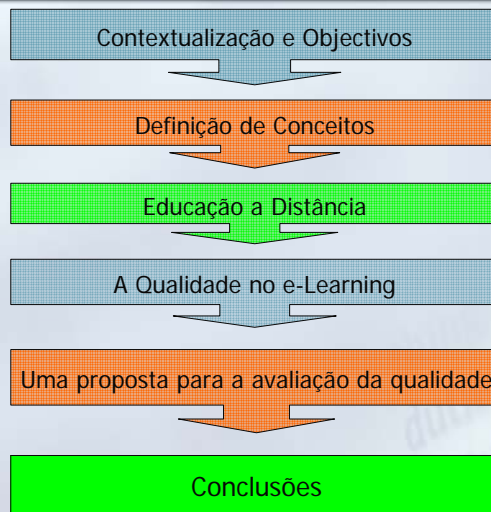 Contextualização e Objectivos
Definição de Conceitos
Educação a Distância
A Qualidade no e-Learning
Uma proposta para a avaliação da qualidade
Conclusões